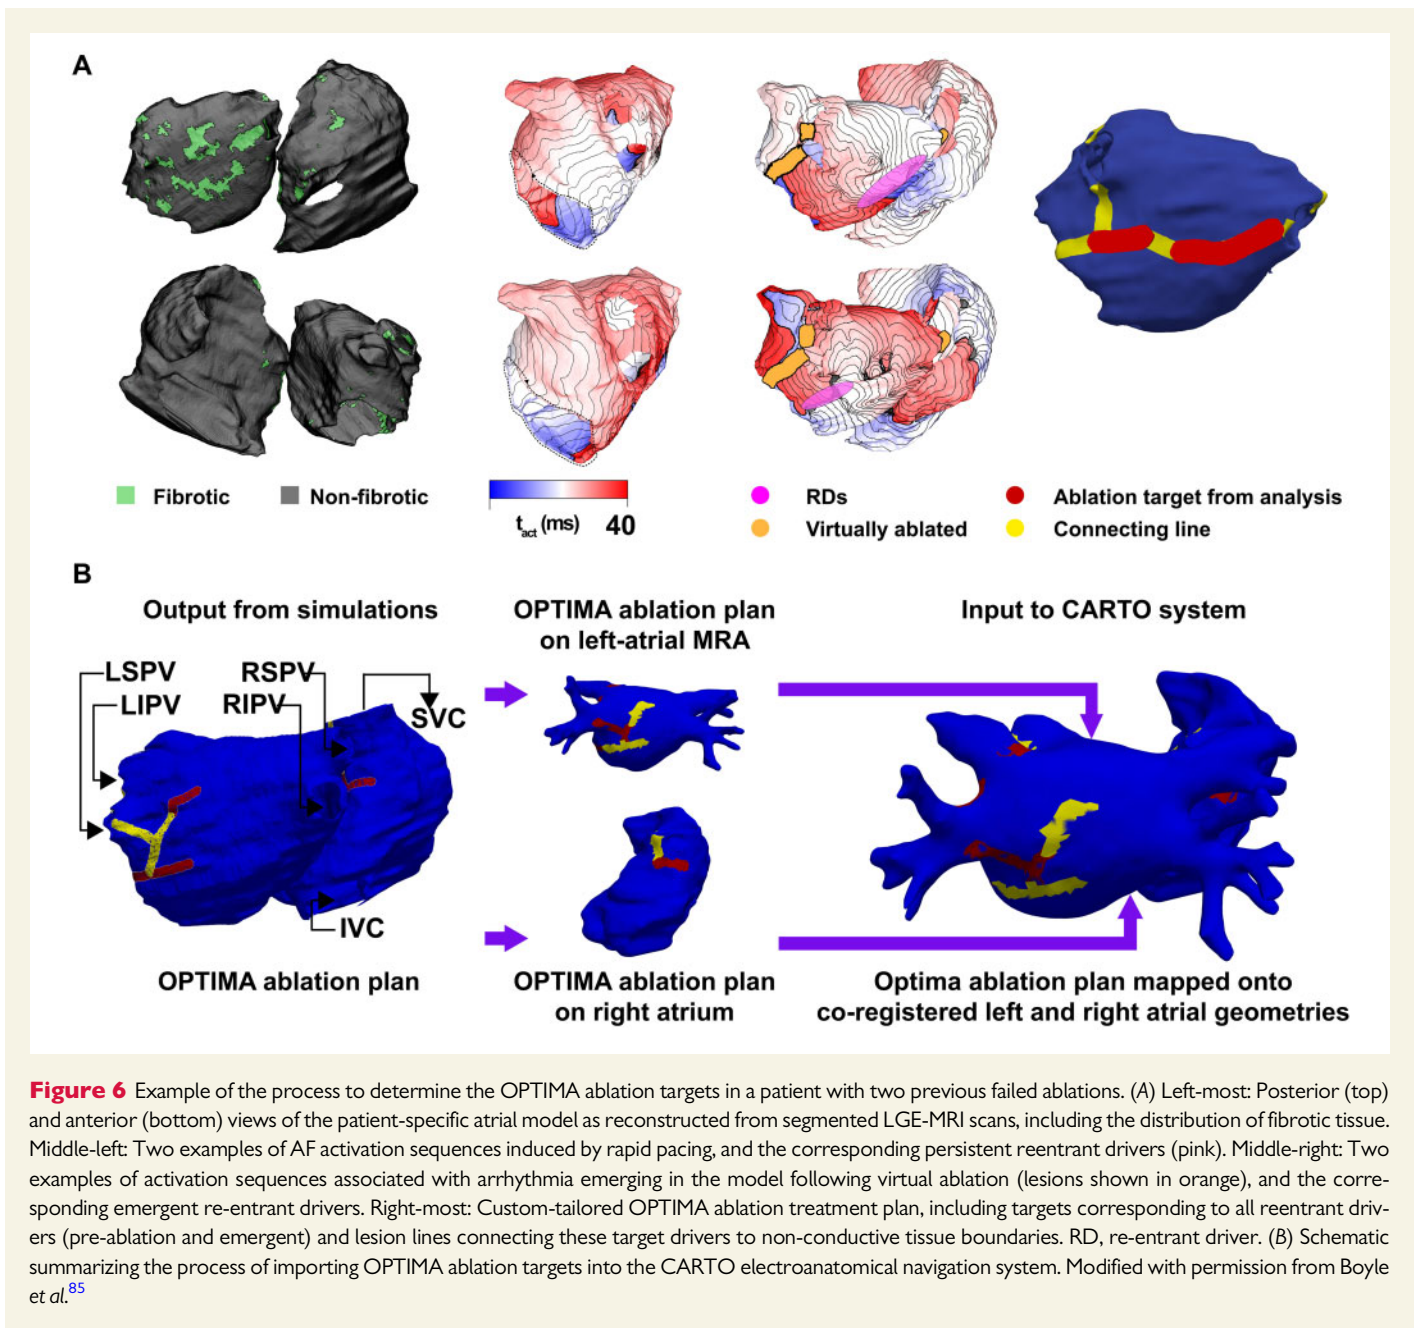 A
Fibrotic
Non-fibrotic
t_act (ms) 40
RDs
Virtually ablated
Ablation target from analysis
Connecting line
B
Output from simulations
OPTIMA ablation plan
on left-atrial MRA
Input to CARTO system
LSPV
LIPV
RSPV
RIPV
SVC
IVC
OPTIMA ablation plan
OPTIMA ablation plan
on right atrium
Optima ablation plan mapped onto
co-registered left and right atrial geometries
Figure 6 Example of the process to determine the OPTIMA ablation targets in a patient with two previous failed ablations. (A) Left-most: Posterior (top)
and anterior (bottom) views of the patient-specific atrial model as reconstructed from segmented LGE-MRI scans, including the distribution of fibrotic tissue.
Middle-left: Two examples of AF activation sequences induced by rapid pacing, and the corresponding persistent reentrant drivers (pink). Middle-right: Two
examples of activation sequences associated with arrhythmia emerging in the model following virtual ablation (lesions shown in orange), and the corre-
sponding emergent re-entrant drivers. Right-most: Custom-tailored OPTIMA ablation treatment plan, including targets corresponding to all reentrant driv-
ers (pre-ablation and emergent) and lesion lines connecting these target drivers to non-conductive tissue boundaries. RD, re-entrant driver. (B) Schematic
summarizing the process of importing OPTIMA ablation targets into the CARTO electroanatomical navigation system. Modified with permission from Boyle
et al.85